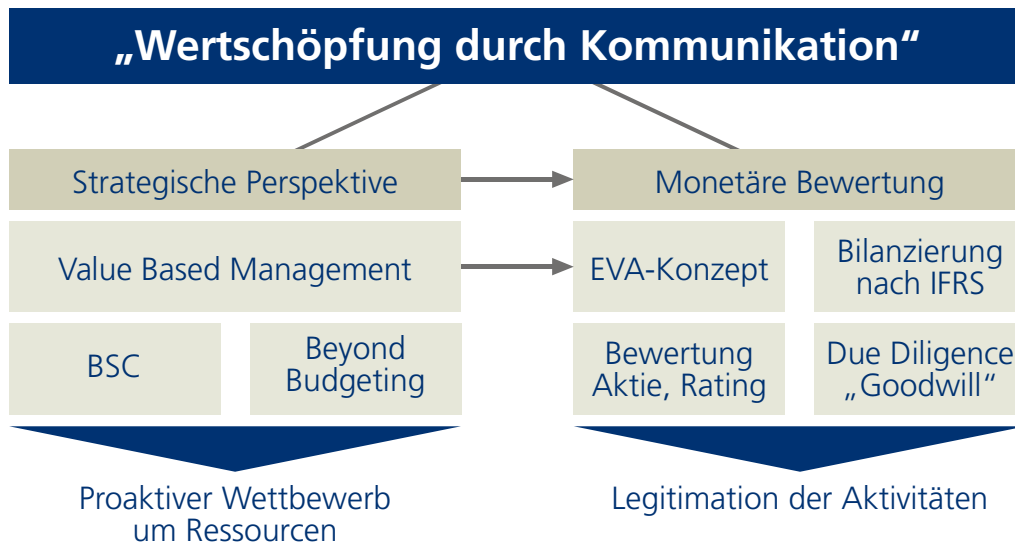 „Wertschöpfung durch Kommunikation“
Strategische Perspektive
Monetäre Bewertung
Value Based Management
EVA-Konzept
Bilanzierung
nach IFRS
BSC
Beyond
Budgeting
Bewertung
Aktie, Rating
Due Diligence
„Goodwill“
Proaktiver Wettbewerb
um Ressourcen
Legitimation der Aktivitäten